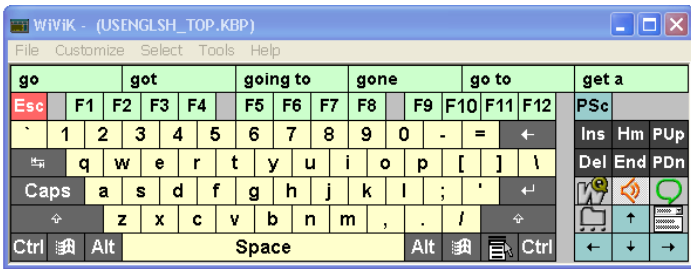 WiViK - (USENGLSH_TOP.KBP)
File Customize Select Tools Help
go got going to gone go to get a
Esc F1 F2 F3 F4 F5 F6 F7 F8 F9 F10 F11 F12 PSc
` 1 2 3 4 5 6 7 8 9 0 - = ← Ins Hm PUp
q w e r t y u i o p [ ] \ Del End PDn
Caps a s d f g h j k l ; '
z x c v b n m , . /
Ctrl Alt Space Alt Ctrl